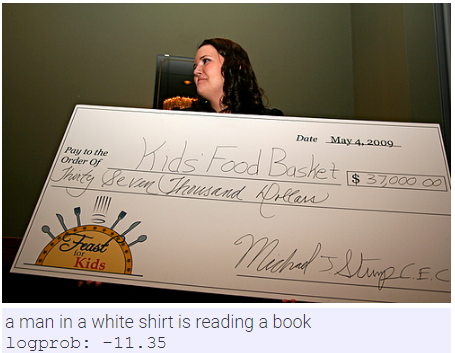 Date May 4, 2009
Pay to the
Order Of Kids' Food Basket $ 37,000.00
Thirty Seven Thousand Dollars
Feast
for
Kids
Michael J Stump C.E.C
a man in a white shirt is reading a book
logprob: -11.35